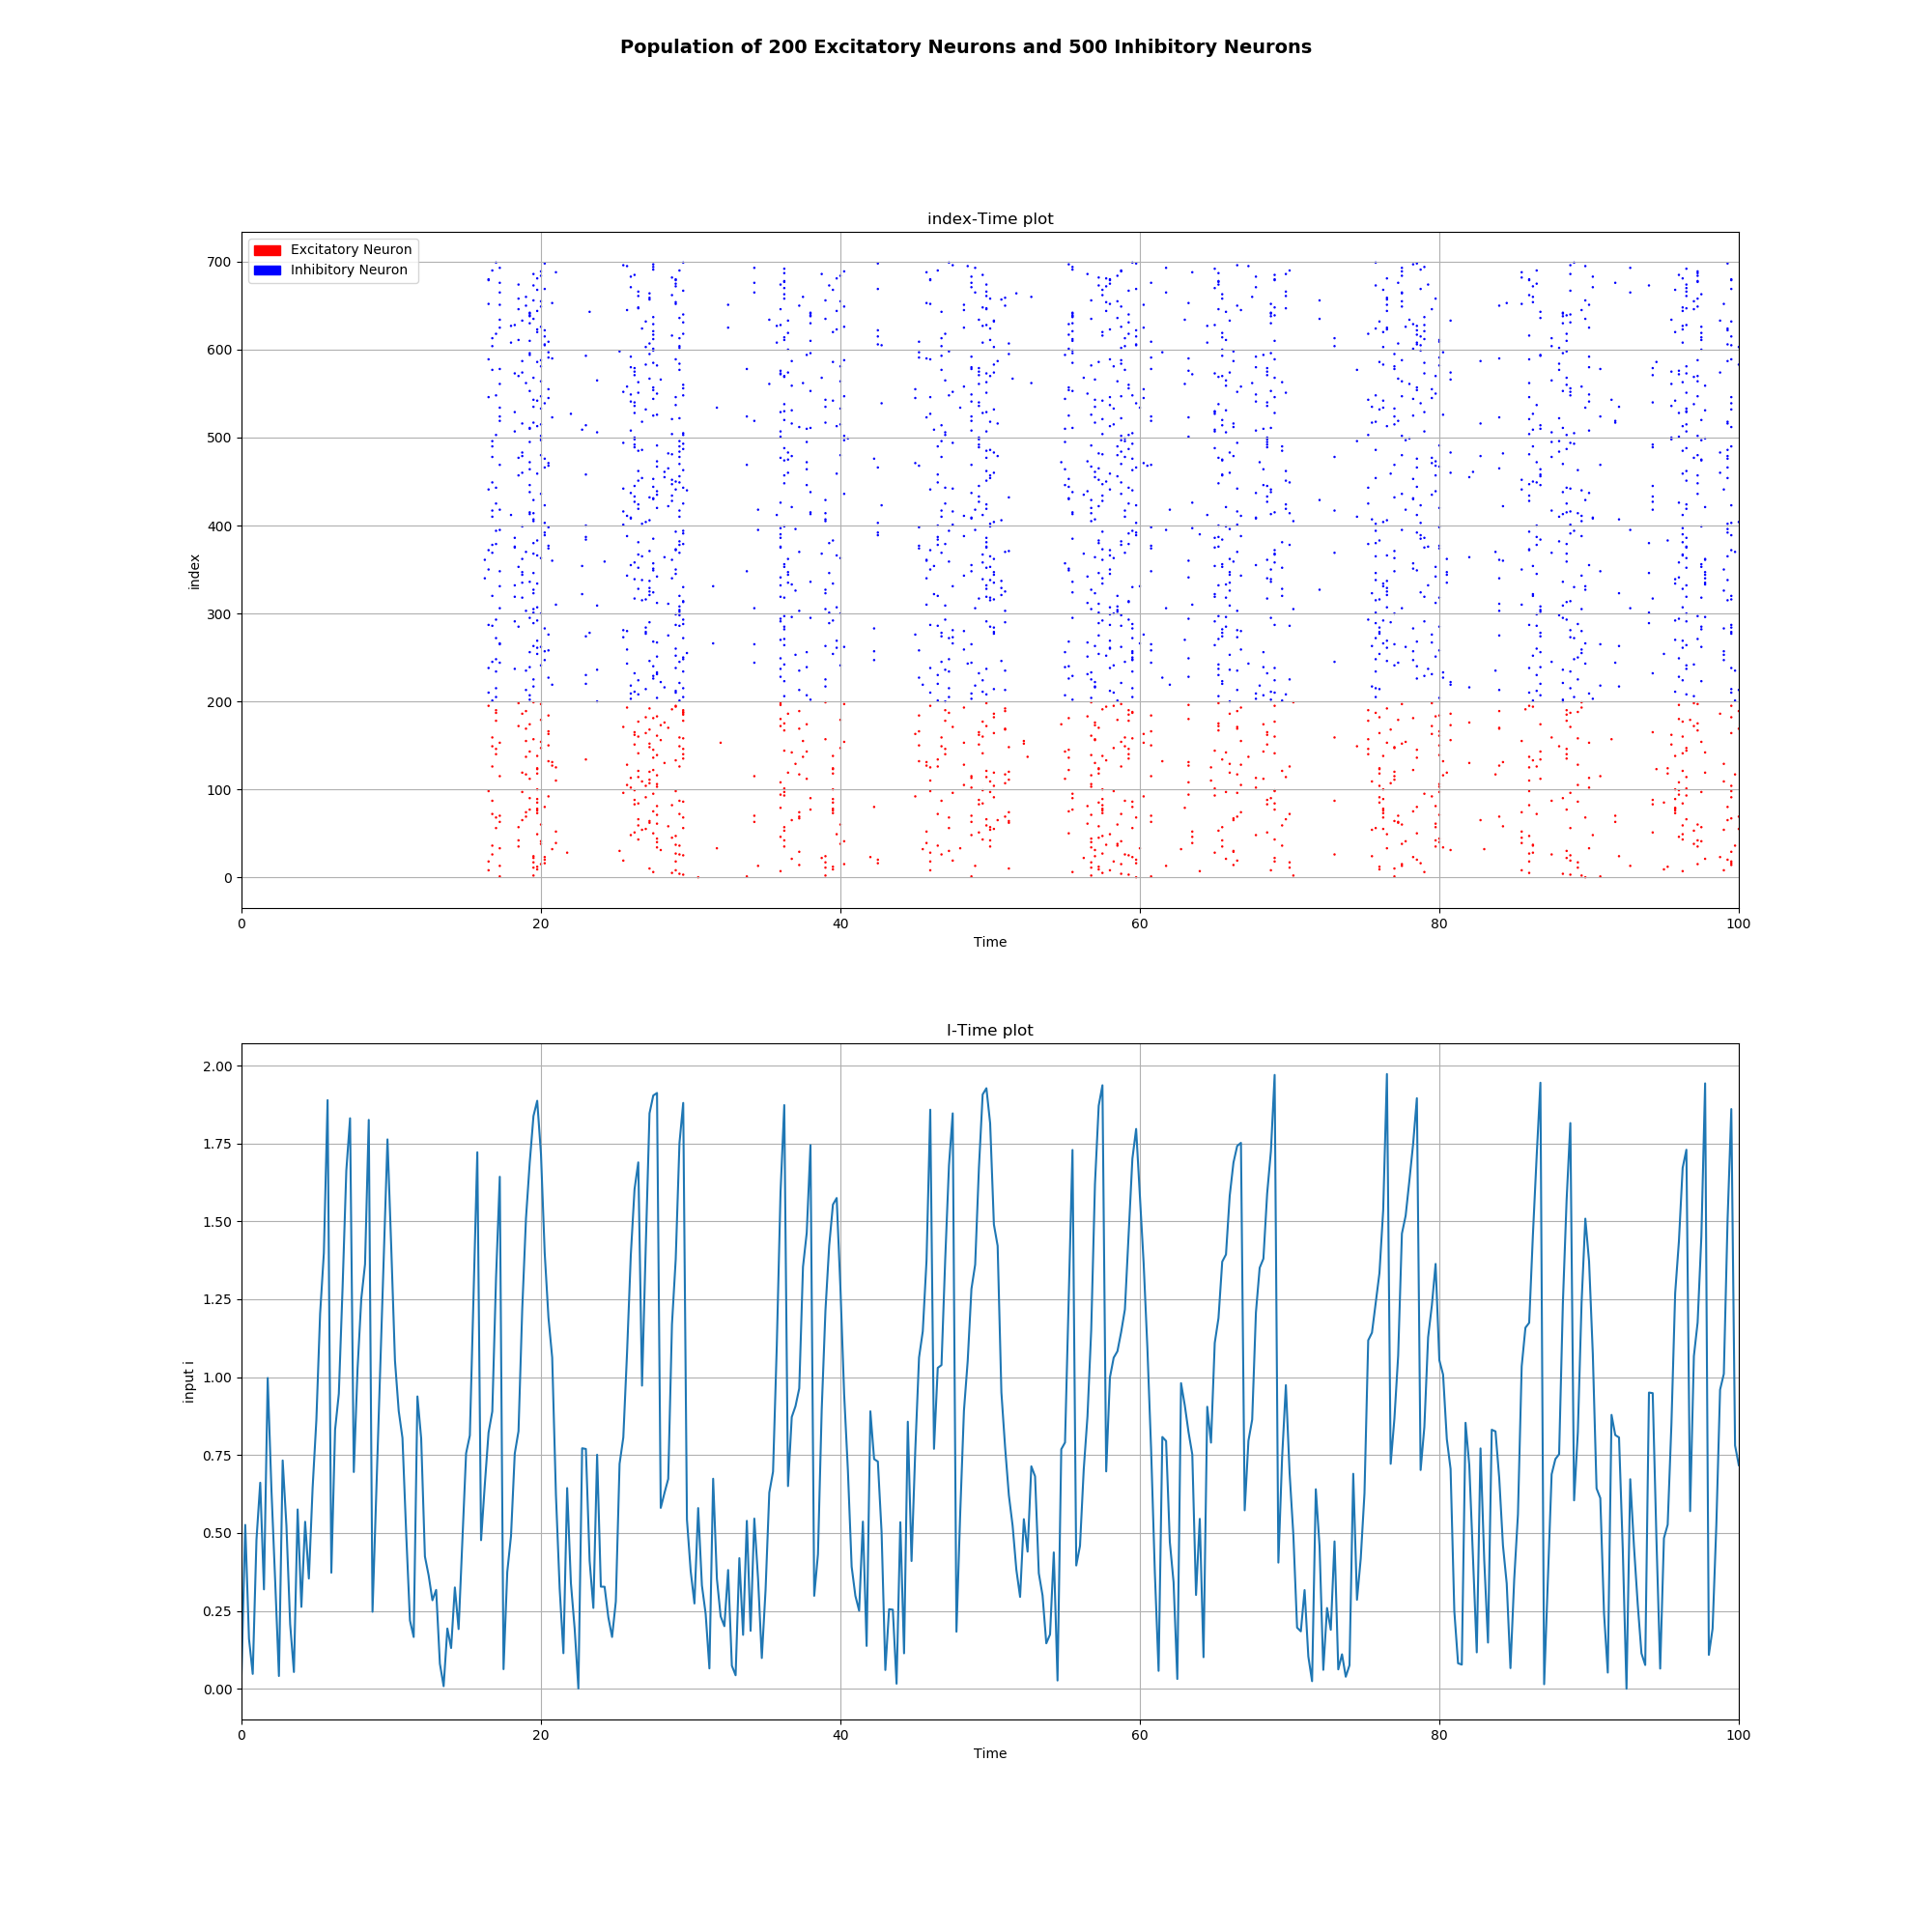 Population of 200 Excitatory Neurons and 500 Inhibitory Neurons
index-Time plot
Excitatory Neuron
Inhibitory Neuron
700
600
500
400
300
200
100
0
index
0 20 40 60 80 100
Time
I-Time plot
2.00
1.75
1.50
1.25
1.00
0.75
0.50
0.25
0.00
input i
0 20 40 60 80 100
Time